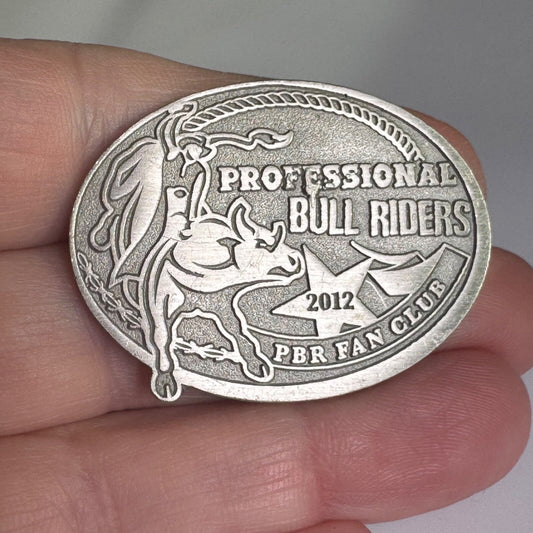 PROFESSIONAL
BULL RIDERS
2012
PBR FAN CLUB